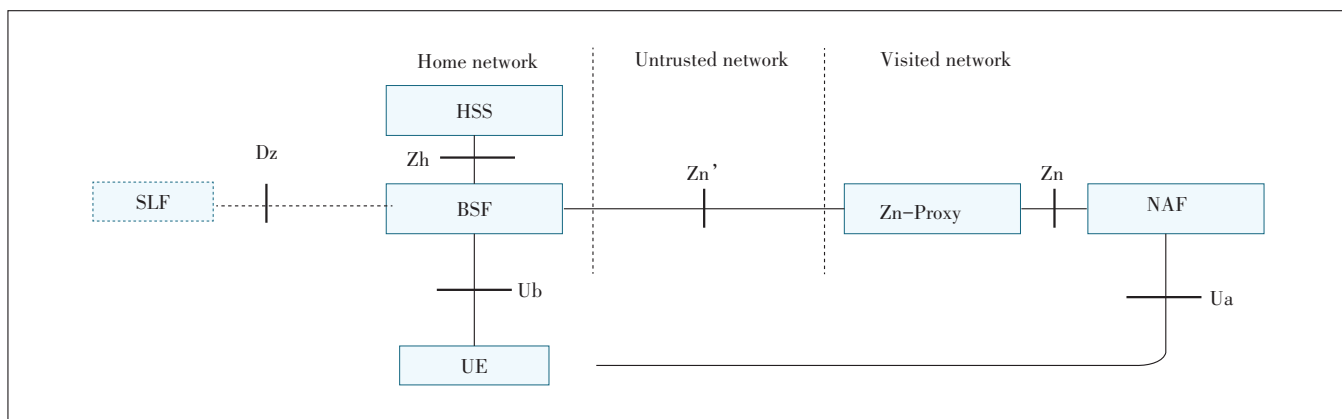 Home network
Untrusted network
Visited network
HSS
Dz
Zh
Zn’
Zn
SLF
BSF
Zn-Proxy
NAF
Ub
Ua
UE